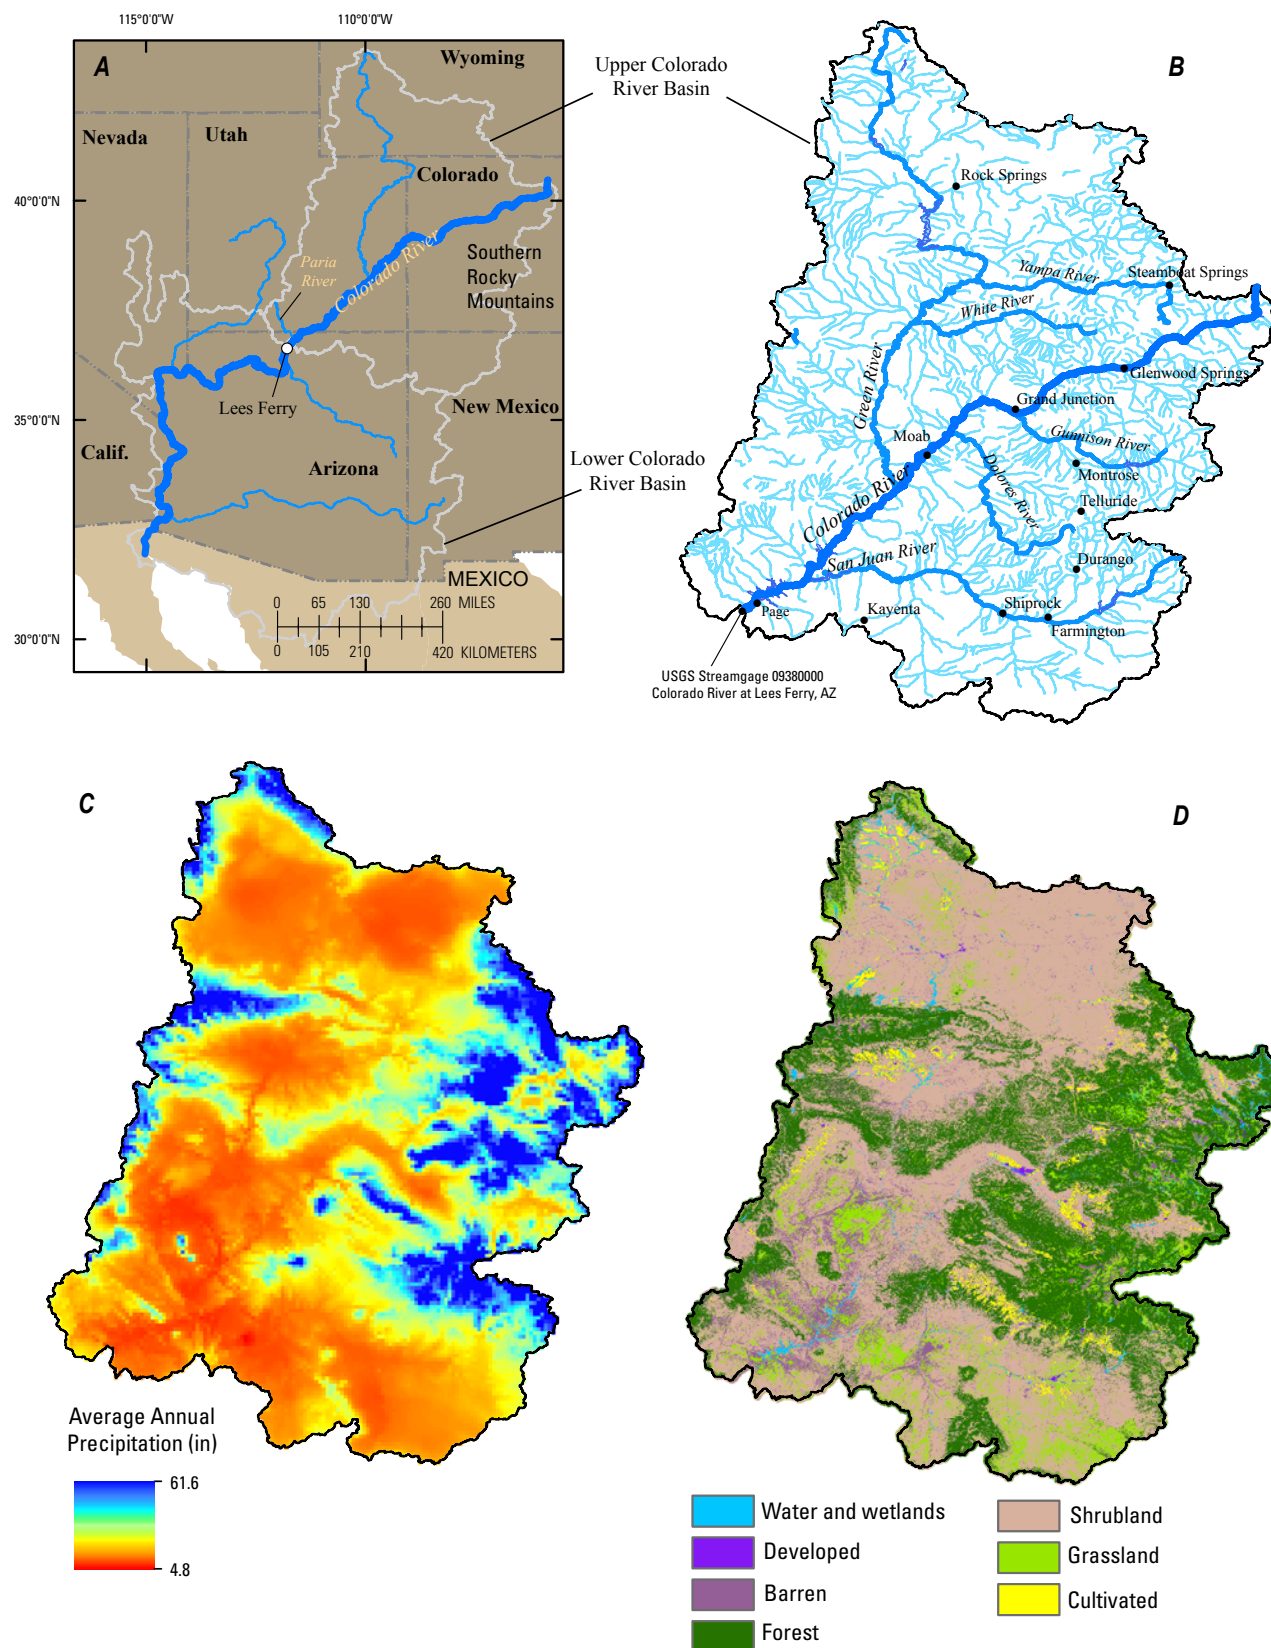 115°0'0"W
110°0'0"W
A
Wyoming
Nevada
Utah
Colorado
40°0'0"N
Paria
River
Colorado River
Southern
Rocky
Mountains
Lees Ferry
New Mexico
35°0'0"N
Calif.
Arizona
MEXICO
0 65 130 260 MILES
0 105 210 420 KILOMETERS
30°0'0"N
Upper Colorado
River Basin
Lower Colorado
River Basin
B
Rock Springs
Yampa River
Steamboat Springs
White River
Green River
Glenwood Springs
Grand Junction
Gunnison River
Moab
Montrose
Dolores River
Telluride
Colorado River
San Juan River
Durango
Page
Kayenta
Shiprock
Farmington
USGS Streamgage 09380000
Colorado River at Lees Ferry, AZ
C
Average Annual
Precipitation (in)
61.6
4.8
D
Water and wetlands
Developed
Barren
Forest
Shrubland
Grassland
Cultivated